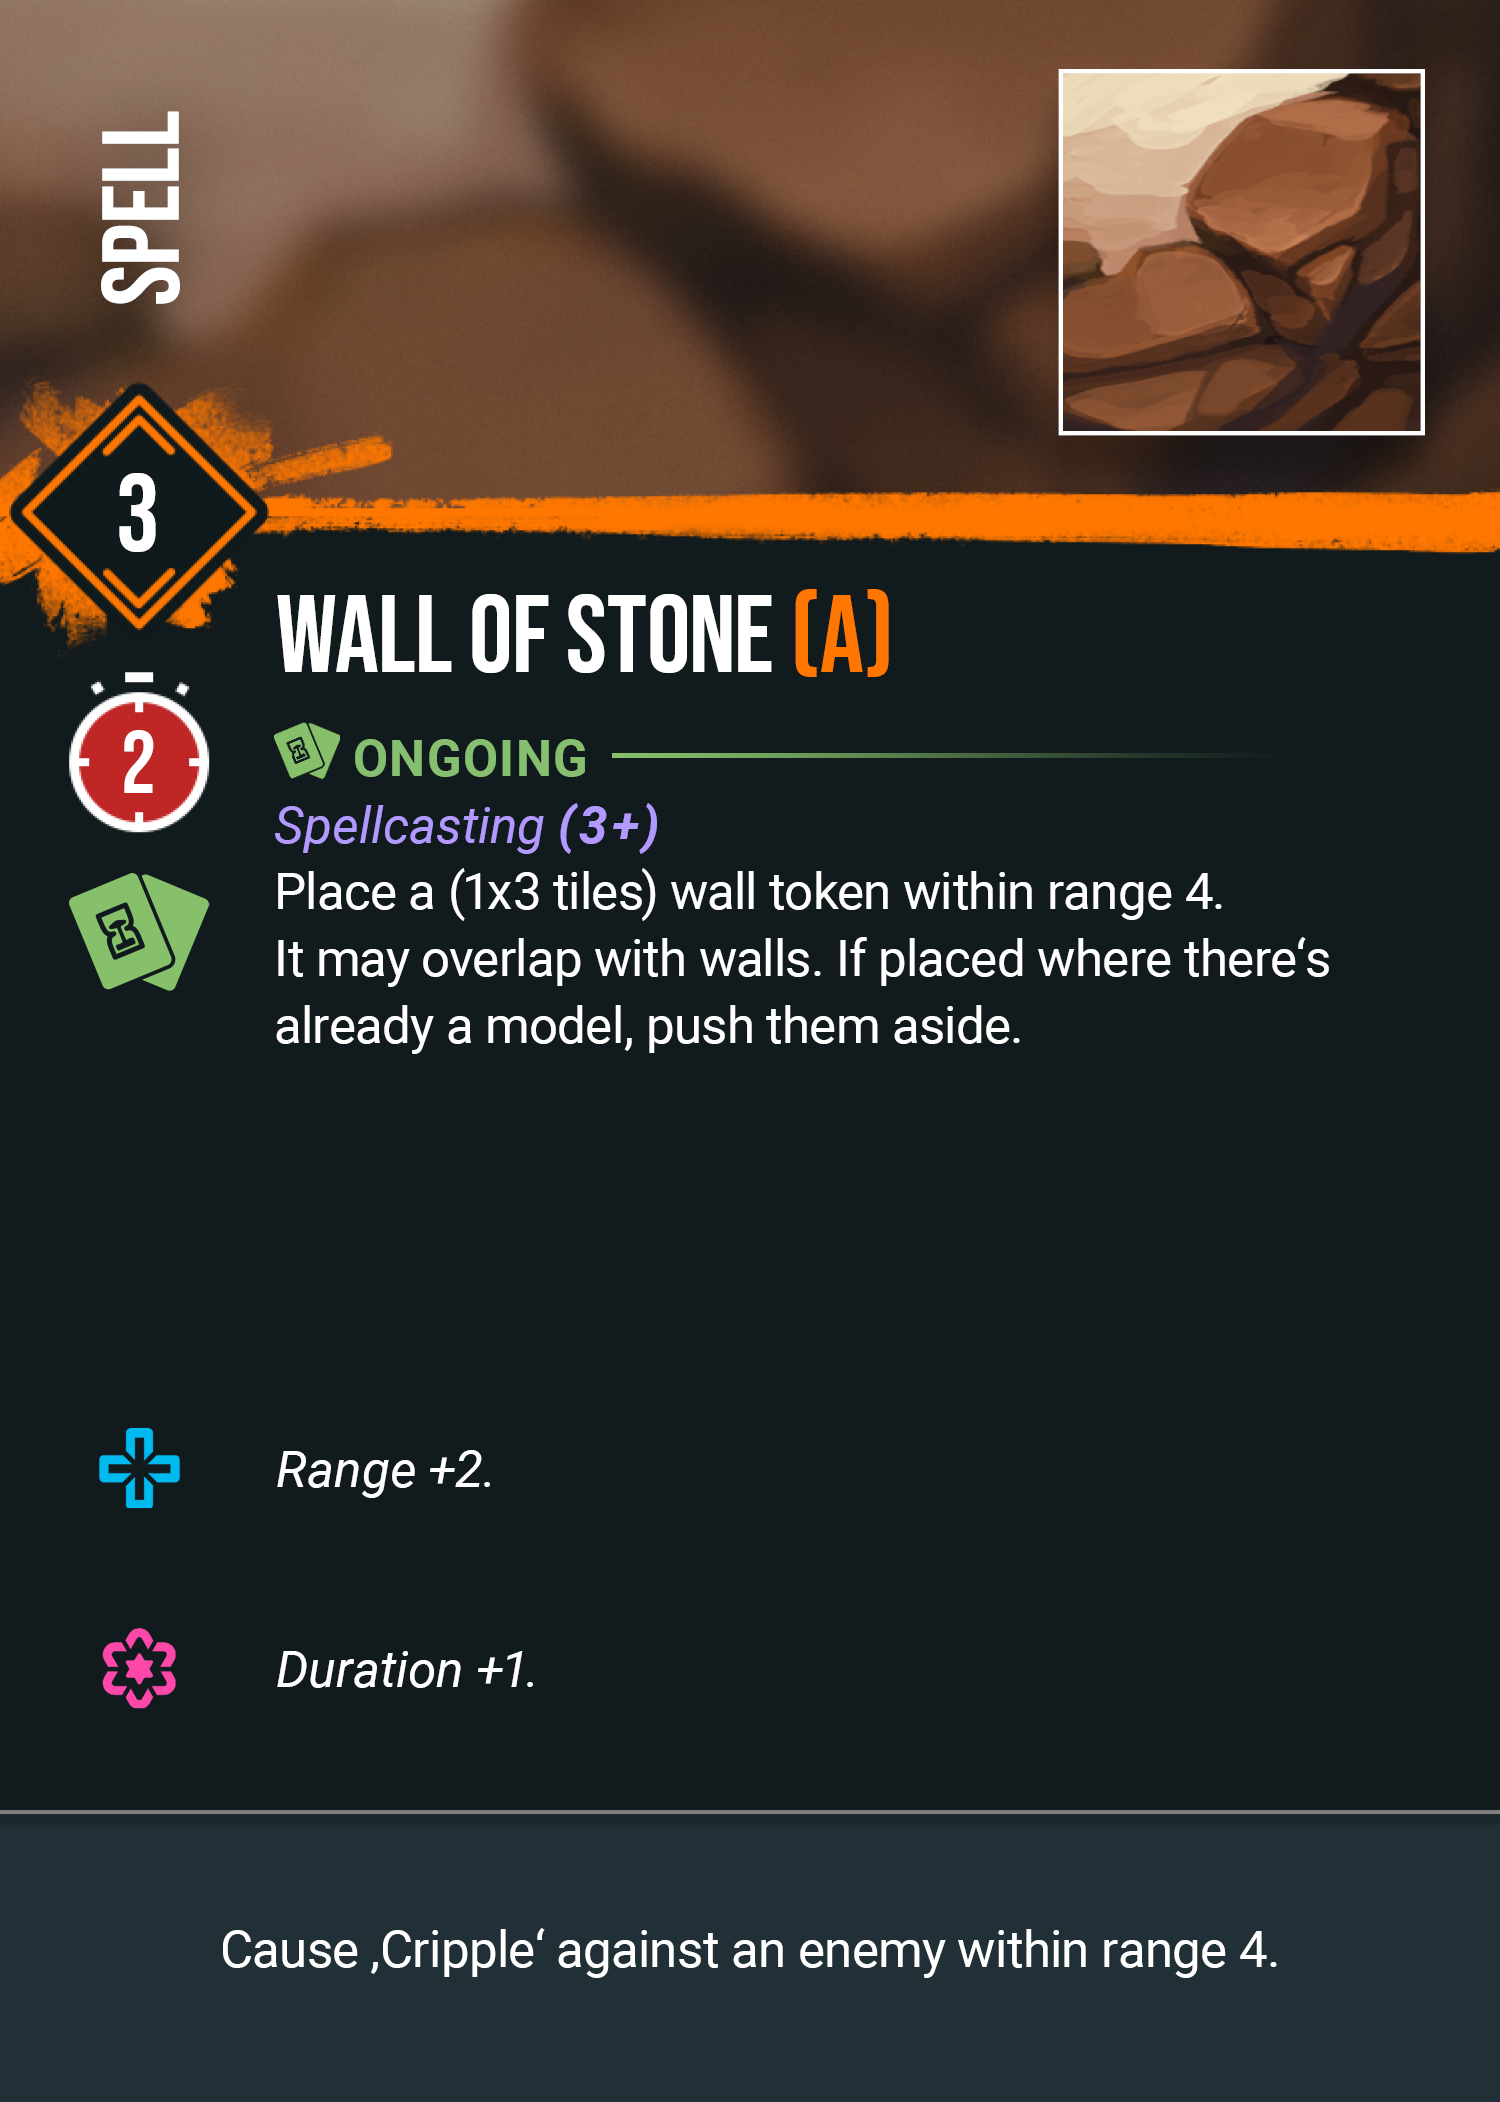 SPELL
3
WALL OF STONE (A)
2
ONGOING
Spellcasting (3+)
Place a (1x3 tiles) wall token within range 4.
It may overlap with walls. If placed where there‘s
already a model, push them aside.
Range +2.
Duration +1.
Cause ‚Cripple‘ against an enemy within range 4.